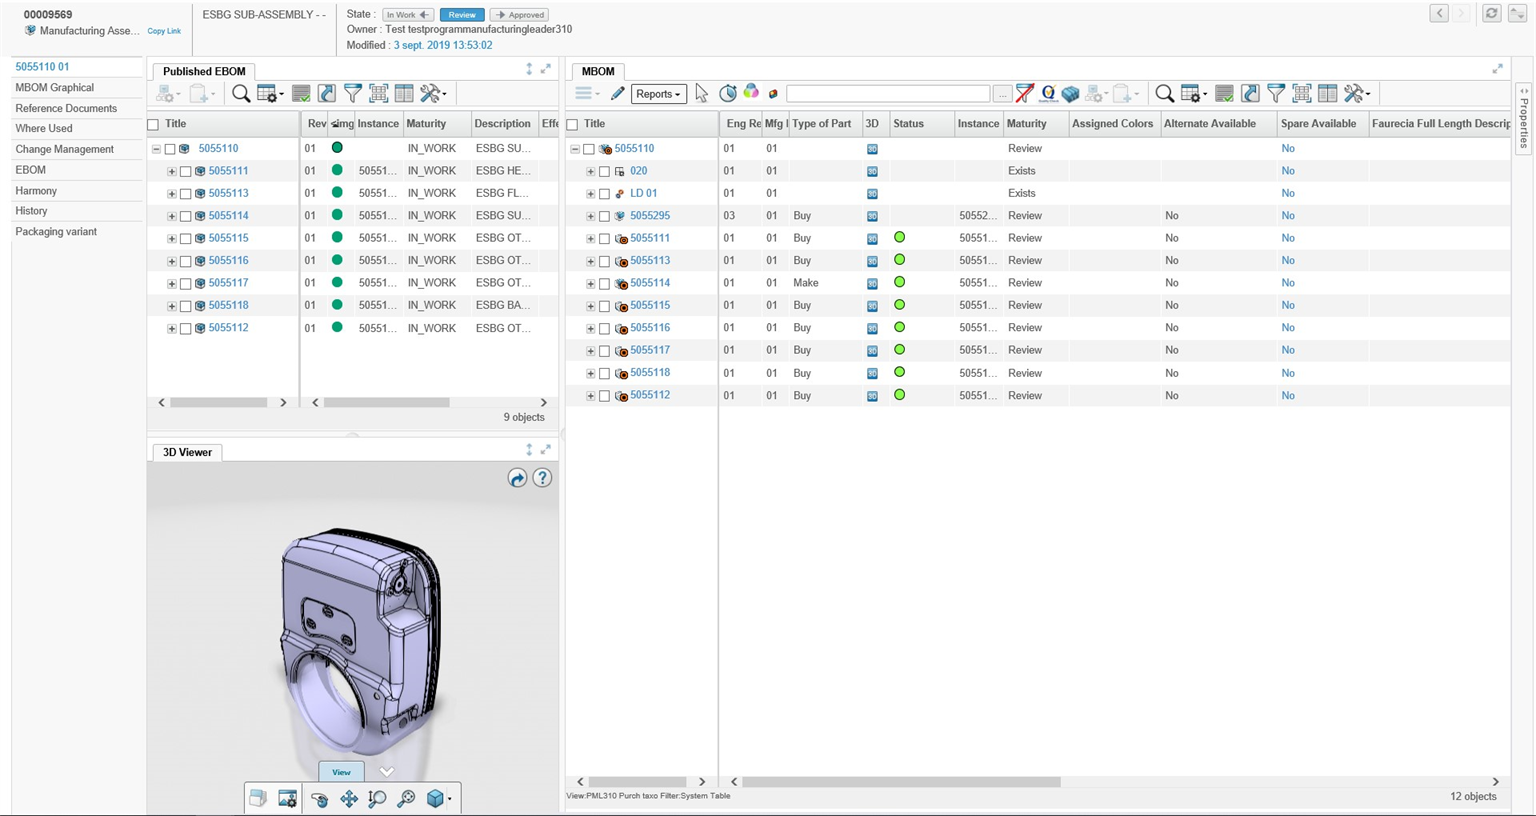 00009569
Manufacturing Asse... Copy Link
ESBG SUB-ASSEMBLY - -
State : In Work Review Approved
Owner : Test testprogrammanufacturingleader310
Modified : 3 sept. 2019 13:53:02
5055110 01
MBOM Graphical
Reference Documents
Where Used
Change Management
EBOM
Harmony
History
Packaging variant
Published EBOM
Title Rev img Instance Maturity Description Effe
5055110 01 IN_WORK ESBG SU...
5055111 01 50551... IN_WORK ESBG HE...
5055113 01 50551... IN_WORK ESBG FL...
5055114 01 50551... IN_WORK ESBG SU...
5055115 01 50551... IN_WORK ESBG OT...
5055116 01 50551... IN_WORK ESBG OT...
5055117 01 50551... IN_WORK ESBG OT...
5055118 01 50551... IN_WORK ESBG BA...
5055112 01 50551... IN_WORK ESBG OT...
9 objects
3D Viewer
?
View
MBOM
Reports ...
Title Eng Re Mfg I Type of Part 3D Status Instance Maturity Assigned Colors Alternate Available Spare Available Faurecia Full Length Descrip
5055110 01 01 3D Review No
020 01 01 3D Exists No
LD 01 01 01 3D Exists No
5055295 03 01 Buy 3D 50552... Review No No
5055111 01 01 Buy 3D 50551... Review No No
5055113 01 01 Buy 3D 50551... Review No No
5055114 01 01 Make 3D 50551... Review No No
5055115 01 01 Buy 3D 50551... Review No No
5055116 01 01 Buy 3D 50551... Review No No
5055117 01 01 Buy 3D 50551... Review No No
5055118 01 01 Buy 3D 50551... Review No No
5055112 01 01 Buy 3D 50551... Review No No
View:PML310 Purch taxo Filter:System Table
12 objects
Properties